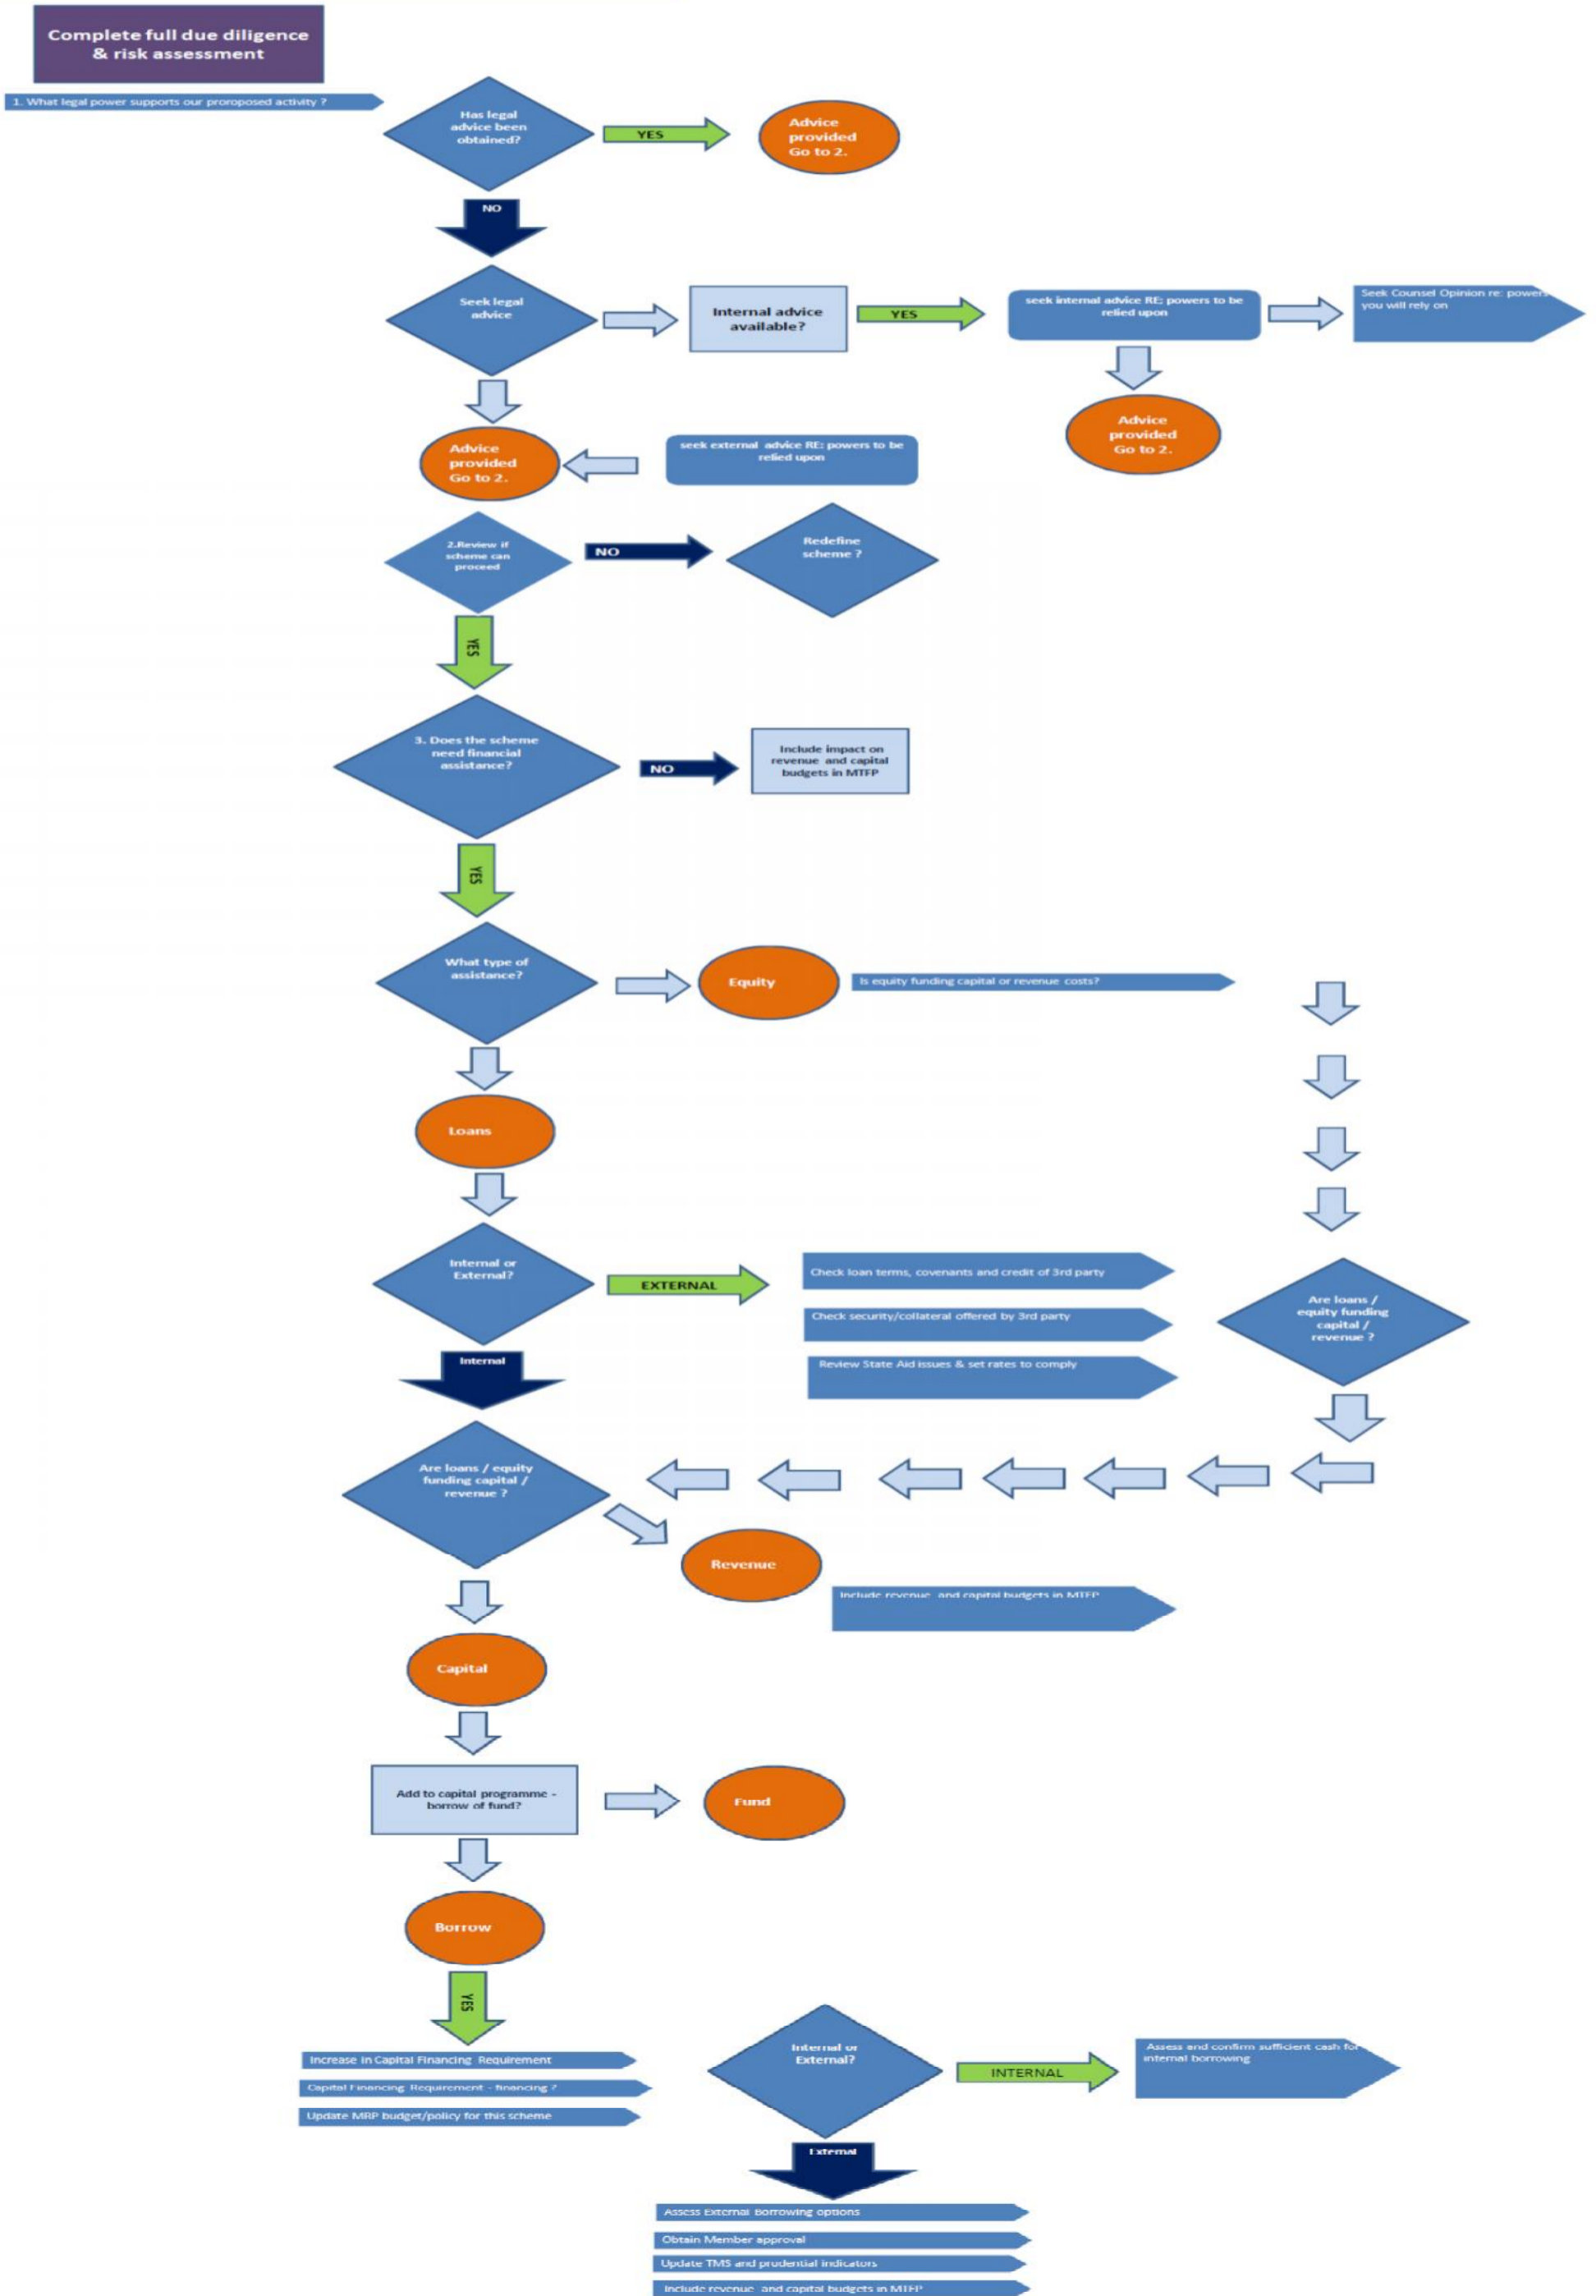 Complete full due diligence
& risk assessment
1. What legal power supports our proroposed activity ?
Has legal
advice been
obtained?
YES
Advice
provided
Go to 2.
NO
Seek legal
advice
Internal advice
available?
YES
seek internal advice RE: powers to be
relied upon
Seek Counsel Opinion re: powers
you will rely on
Advice
provided
Go to 2.
Advice
provided
Go to 2.
seek external advice RE: powers to be
relied upon
2.Review if
scheme can
proceed
NO
Redefine
scheme ?
YES
3. Does the scheme
need financial
assistance?
NO
Include impact on
revenue and capital
budgets in MTFP
YES
What type of
assistance?
Equity
Is equity funding capital or revenue costs?
Loans
Internal or
External?
EXTERNAL
Check loan terms, covenants and credit of 3rd party
Check security/collateral offered by 3rd party
Review State Aid issues & set rates to comply
Are loans /
equity funding
capital /
revenue ?
Internal
Are loans / equity
funding capital /
revenue ?
Revenue
Include revenue and capital budgets in MTFP
Capital
Add to capital programme -
borrow of fund?
Fund
Borrow
YES
Increase in Capital Financing Requirement
Capital Financing Requirement - financing ?
Update MRP budget/policy for this scheme
Internal or
External?
INTERNAL
Assess and confirm sufficient cash for
internal borrowing
External
Assess External Borrowing options
Obtain Member approval
Update TMS and prudential indicators
Include revenue and capital budgets in MTFP